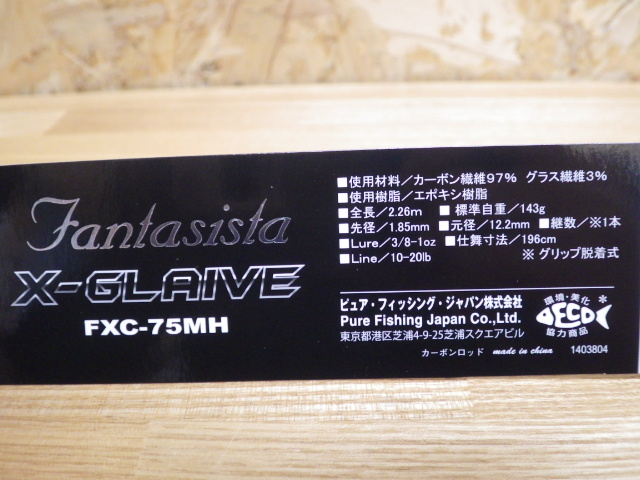 Fantasista
X-GLAIVE
FXC-75MH
■使用材料／カーボン繊維97% グラス繊維3%
■使用樹脂／エポキシ樹脂
■全長／2.26m ■標準自重／143g
■先径／1.85mm ■元径／12.2mm ■継数／※1本
■Lure／3/8-1oz ■仕舞寸法／196cm
■Line／10-20lb ※グリップ脱着式
ピュア・フィッシング・ジャパン株式会社
Pure Fishing Japan Co.,Ltd.
東京都港区芝浦4-9-25芝浦スクエアビル
環境・美化*
ECO
協力商品
カーボンロッド made in china 1403804